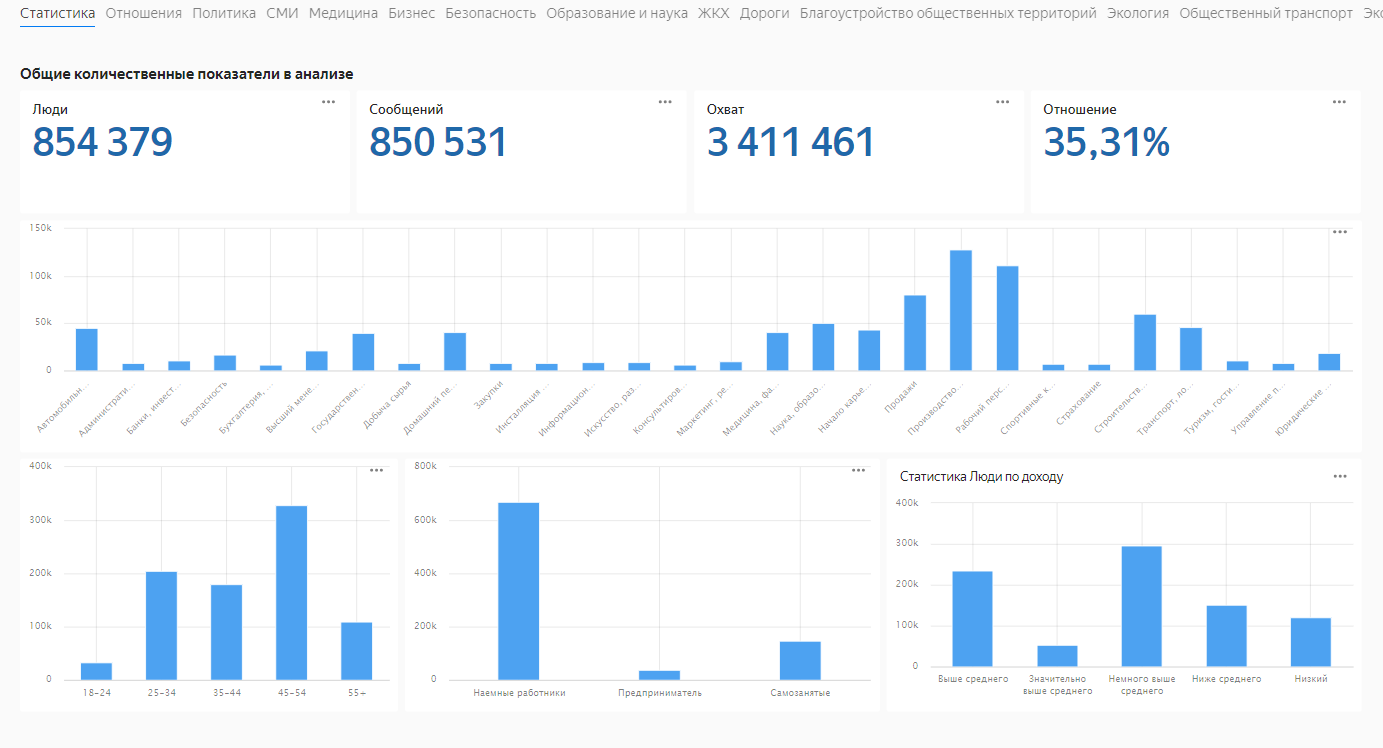 Статистика Отношения Политика СМИ Медицина Бизнес Безопасность Образование и наука ЖКХ Дороги Благоустройство общественных территорий Экология Общественный транспорт Эко
Общие количественные показатели в анализе
Люди
854 379
Сообщений
850 531
Охват
3 411 461
Отношение
35,31%
150k
100k
50k
0
Автомобильн...
Администрати...
Банки, инвест...
Безопасность
Бухгалтерия, ...
Высший мене...
Государствен...
Добыча сырья
Домашний пе...
Закупки
Инсталляция ...
Информацион...
Искусство, раз...
Консультиров...
Маркетинг, ре...
Медицина, фа...
Наука, образо...
Начало карье...
Продажи
Производство...
Рабочий перс...
Спортивные к...
Страхование
Строительств...
Транспорт, ло...
Туризм, гости...
Управление п...
Юридические ...
400k
300k
200k
100k
0
18–24 25–34 35–44 45–54 55+
800k
600k
400k
200k
0
Наемные работники Предприниматель Самозанятые
Статистика Люди по доходу
400k
300k
200k
100k
0
Выше среднего
Значительно
выше среднего
Немного выше
среднего
Ниже среднего
Низкий